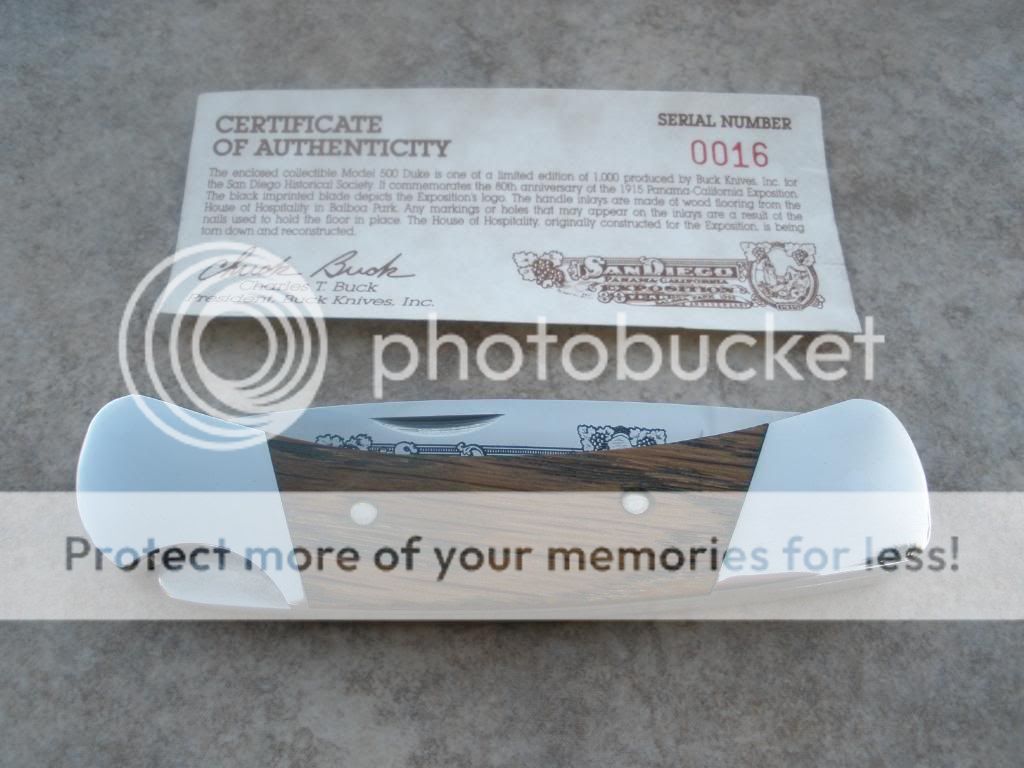 CERTIFICATE
OF AUTHENTICITY
SERIAL NUMBER
0016
The enclosed collectible Model 500 Duke is one of a limited edition of 1,000 produced by Buck Knives, Inc. for
the San Diego Historical Society. It commemorates the 80th anniversary of the 1915 Panama-California Exposition.
The black imprinted blade depicts the Exposition's logo. The handle inlays are made of wood flooring from the
House of Hospitality in Balboa Park. Any markings or holes that may appear on the inlays are a result of the
nails used to hold the floor in place. The House of Hospitality, originally constructed for the Exposition, is being
torn down and reconstructed.
Chuck Buck
Charles T. Buck
President, Buck Knives, Inc.
SAN DIEGO
PANAMA-CALIFORNIA
EXPOSITION
photobucket
Protect more of your memories for less!